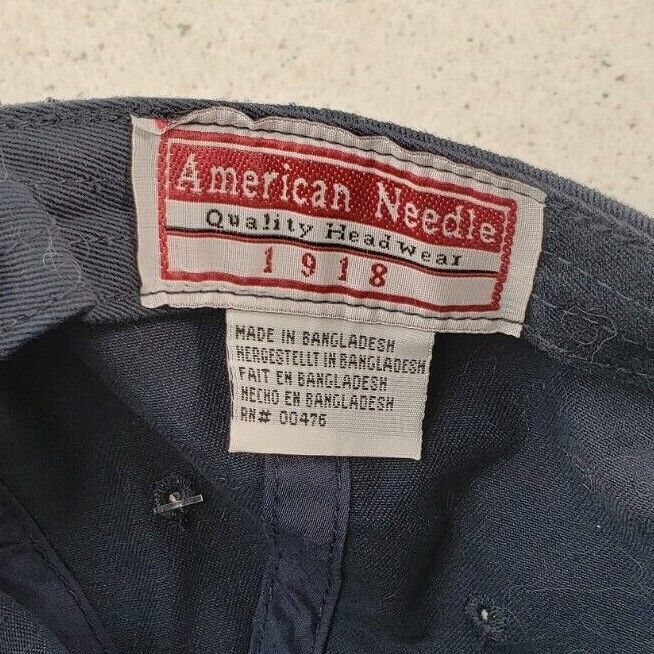 American Needle
Quality Headwear
1918
MADE IN BANGLADESH
HERGESTELLT IN BANGLADESH
FAIT EN BANGLADESH
HECHO EN BANGLADESH
RN# 00476